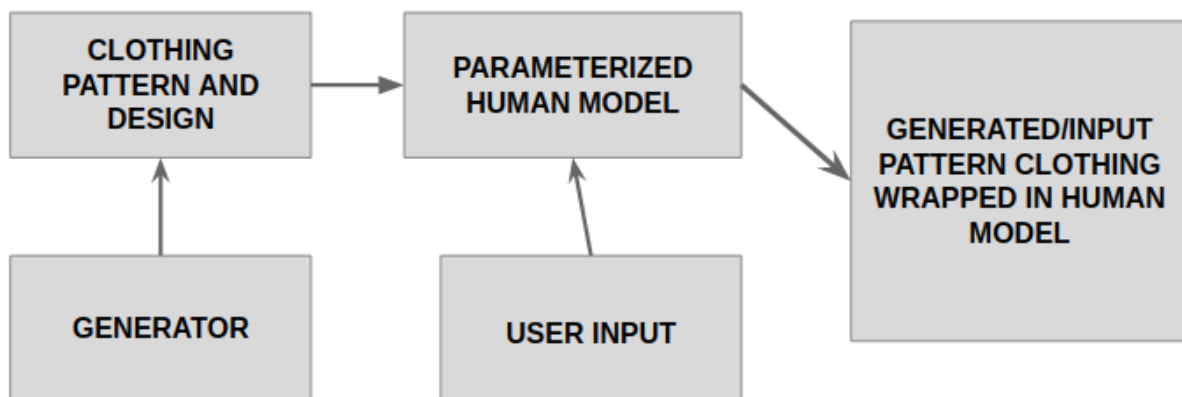 CLOTHING
PATTERN AND
DESIGN
PARAMETERIZED
HUMAN MODEL
GENERATED/INPUT
PATTERN CLOTHING
WRAPPED IN HUMAN
MODEL
GENERATOR
USER INPUT